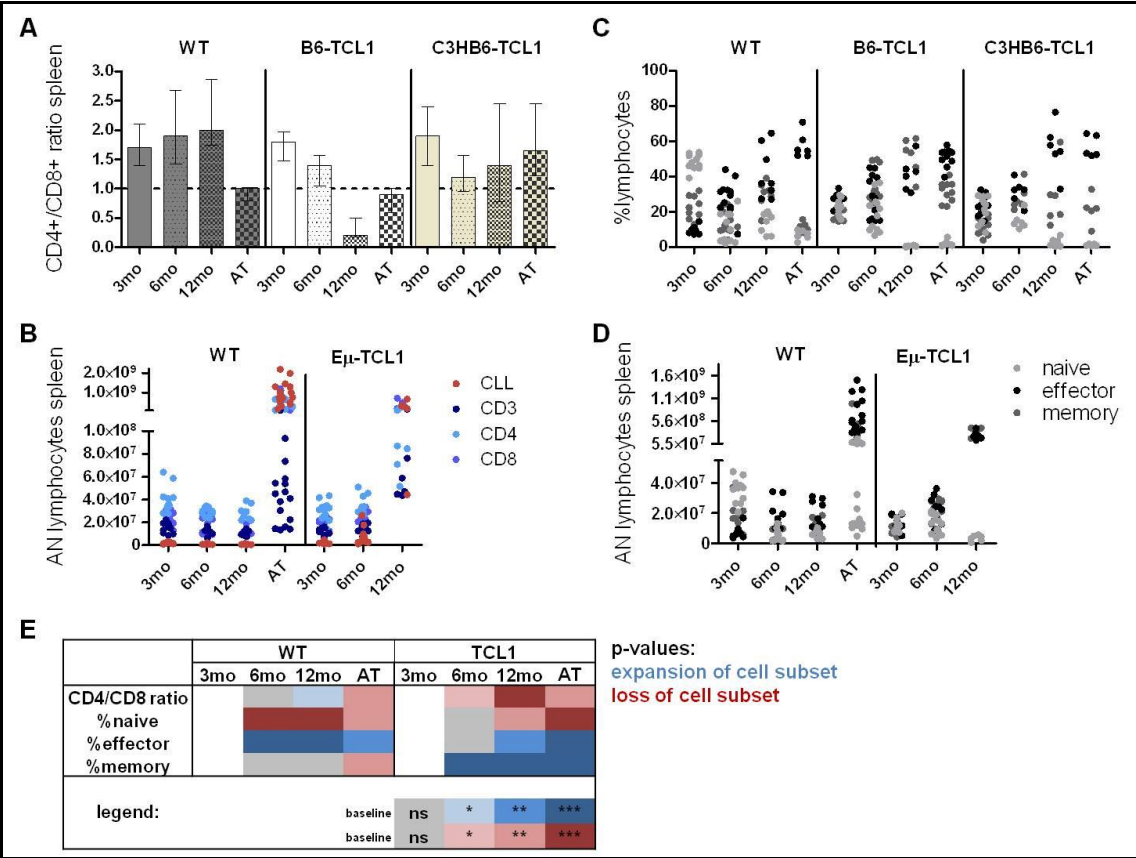 A
WT
B6-TCL1
C3HB6-TCL1
CD4+/CD8+ ratio spleen
3.0
2.5
2.0
1.5
1.0
0.5
0.0
3mo 6mo 12mo AT 3mo 6mo 12mo AT 3mo 6mo 12mo AT
C
WT
B6-TCL1
C3HB6-TCL1
%lymphocytes
100
80
60
40
20
0
3mo 6mo 12mo AT 3mo 6mo 12mo AT 3mo 6mo 12mo AT
B
WT
Eμ-TCL1
AN lymphocytes spleen
2.0×10⁹
1.0×10⁹
1.0×10⁸
8.0×10⁷
6.0×10⁷
4.0×10⁷
2.0×10⁷
0
3mo 6mo 12mo AT 3mo 6mo 12mo
CLL
CD3
CD4
CD8
D
WT
Eμ-TCL1
AN lymphocytes spleen
1.6×10⁹
1.1×10⁹
5.6×10⁸
5.5×10⁷
4.0×10⁷
2.0×10⁷
0
3mo 6mo 12mo AT 3mo 6mo 12mo
naive
effector
memory
E
WT TCL1
3mo 6mo 12mo AT 3mo 6mo 12mo AT
CD4/CD8 ratio
%naive
%effector
%memory
legend:
baseline ns * ** ***
baseline ns * ** ***
p-values:
expansion of cell subset
loss of cell subset